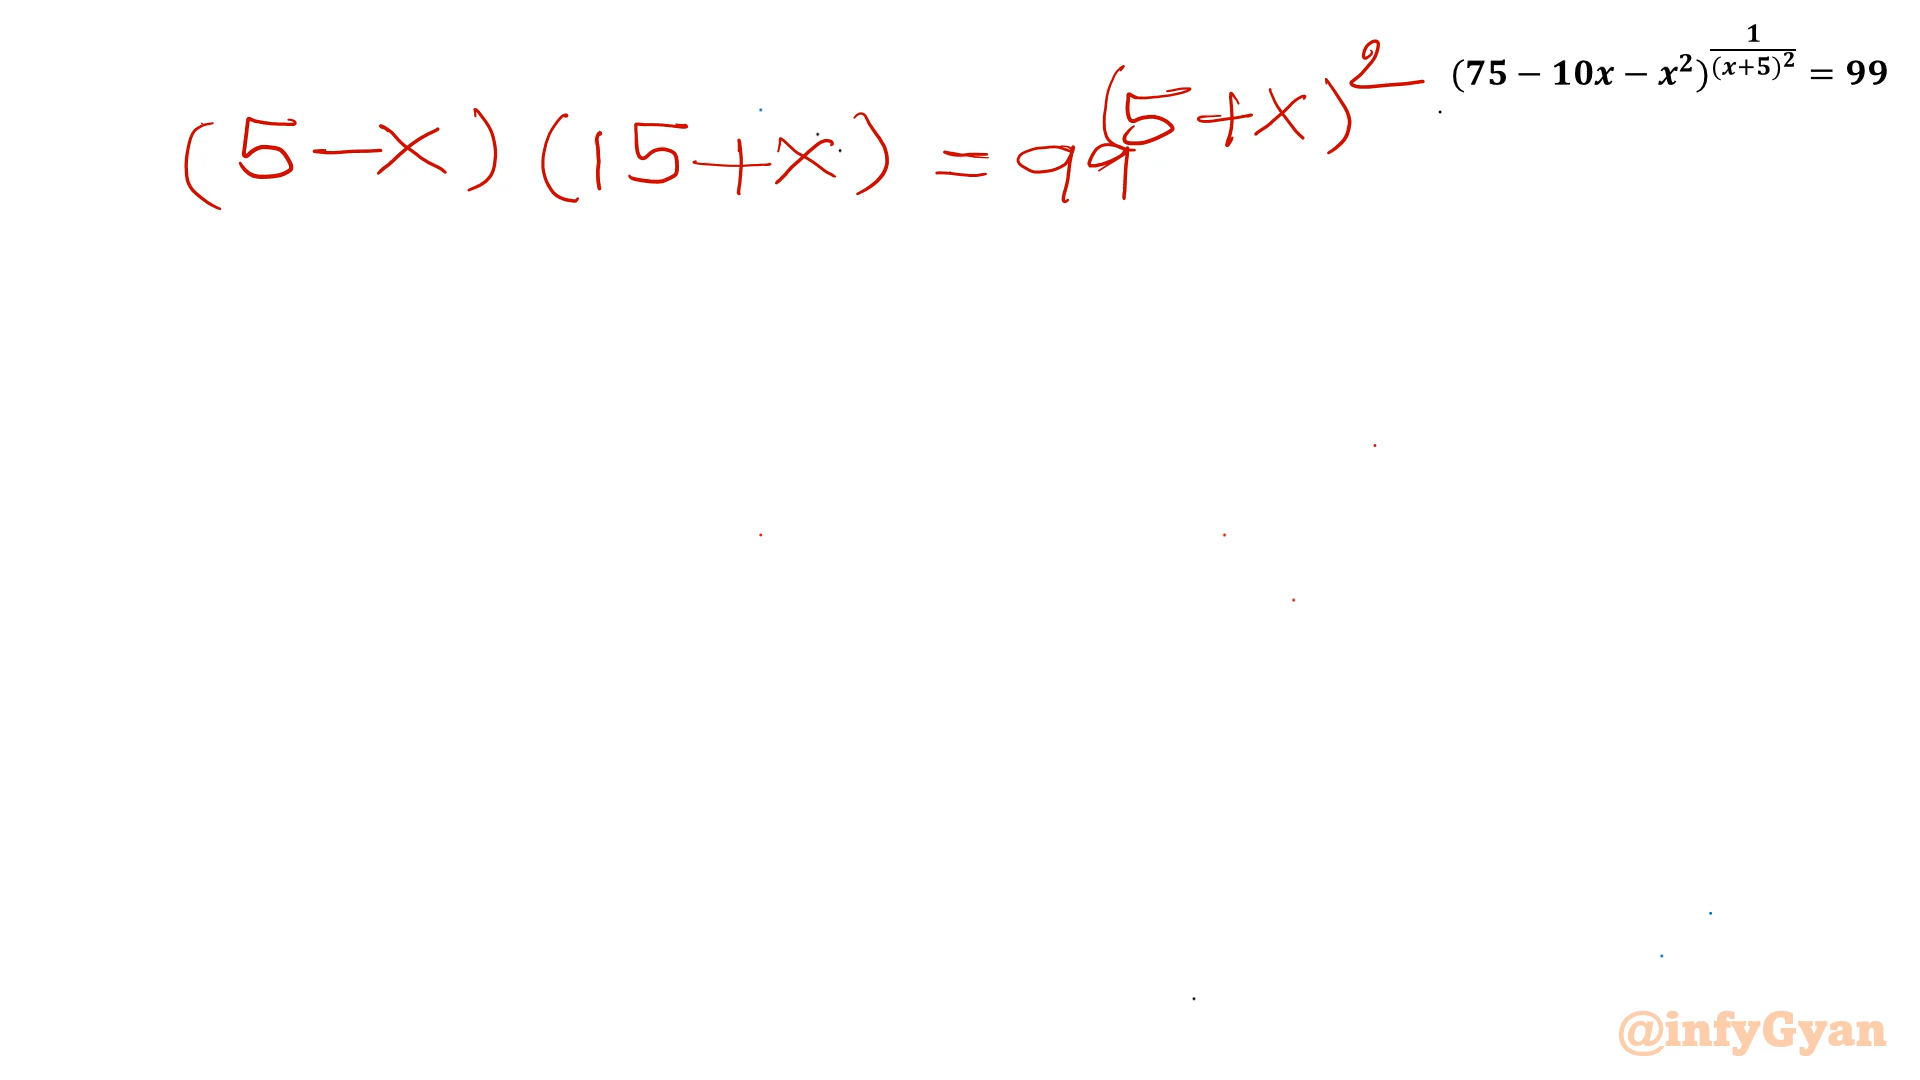 (75 − 10x − x²)^(1/(x+5)²) = 99
(5 − x)(15 + x) = 99^(5 + x)²
@infyGyan